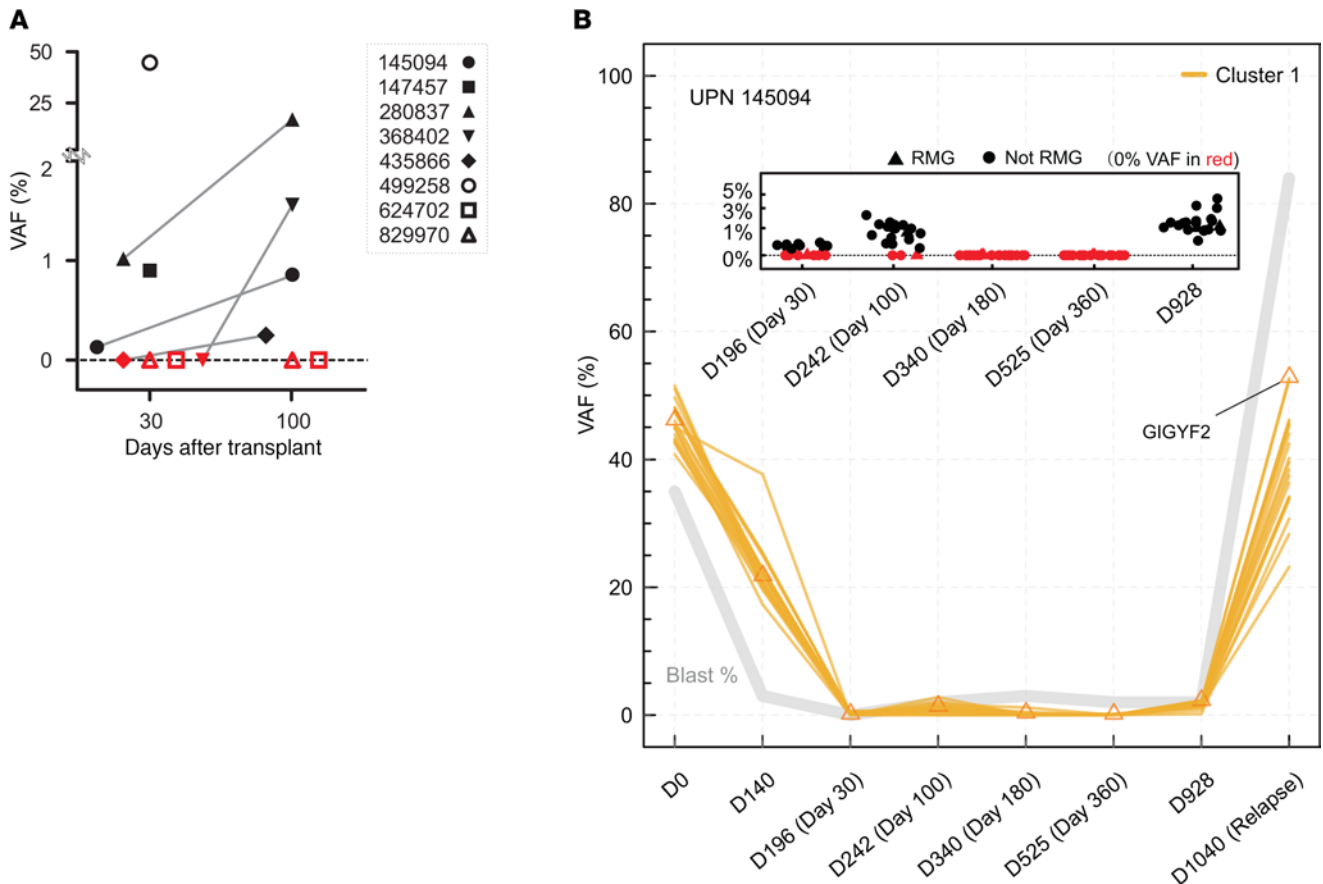 A
50
25
2
1
0
VAF (%)
30
100
Days after transplant
145094
147457
280837
368402
435866
499258
624702
829970
B
Cluster 1
UPN 145094
RMG
Not RMG
(0% VAF in red)
5%
3%
1%
0%
D196 (Day 30)
D242 (Day 100)
D340 (Day 180)
D525 (Day 360)
D928
100
80
60
40
20
0
VAF (%)
GIGYF2
Blast %
D0
D140
D196 (Day 30)
D242 (Day 100)
D340 (Day 180)
D525 (Day 360)
D928
D1040 (Relapse)